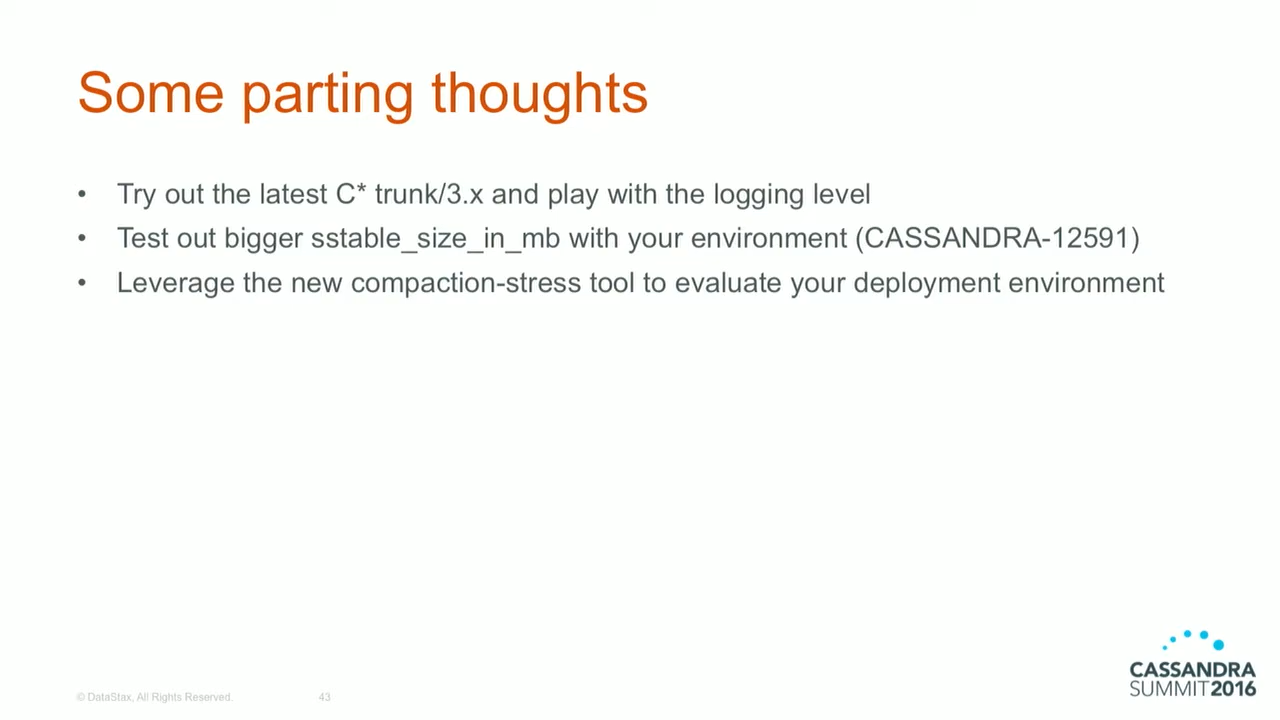 Some parting thoughts
• Try out the latest C* trunk/3.x and play with the logging level
• Test out bigger sstable_size_in_mb with your environment (CASSANDRA-12591)
• Leverage the new compaction-stress tool to evaluate your deployment environment
© DataStax, All Rights Reserved. 43
CASSANDRA
SUMMIT2016